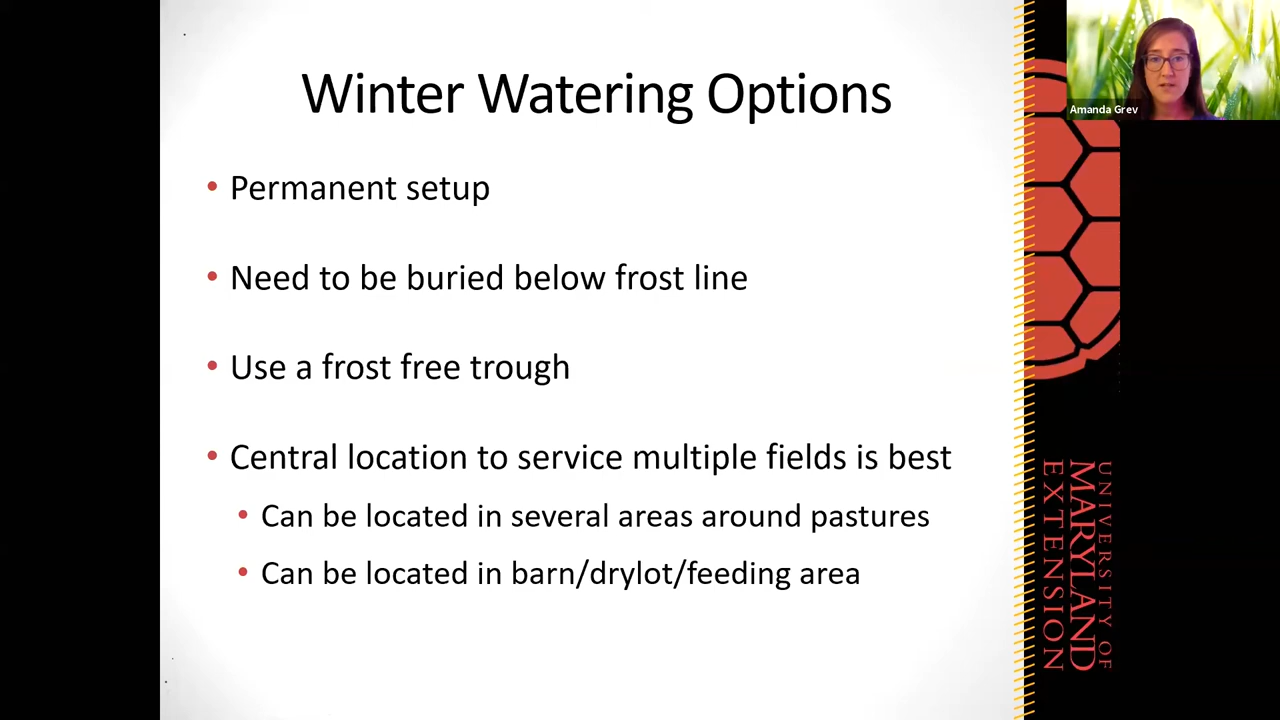 Winter Watering Options
• Permanent setup
• Need to be buried below frost line
• Use a frost free trough
• Central location to service multiple fields is best
• Can be located in several areas around pastures
• Can be located in barn/drylot/feeding area
Amanda Grev
UNIVERSITY OF
MARYLAND
EXTENSION